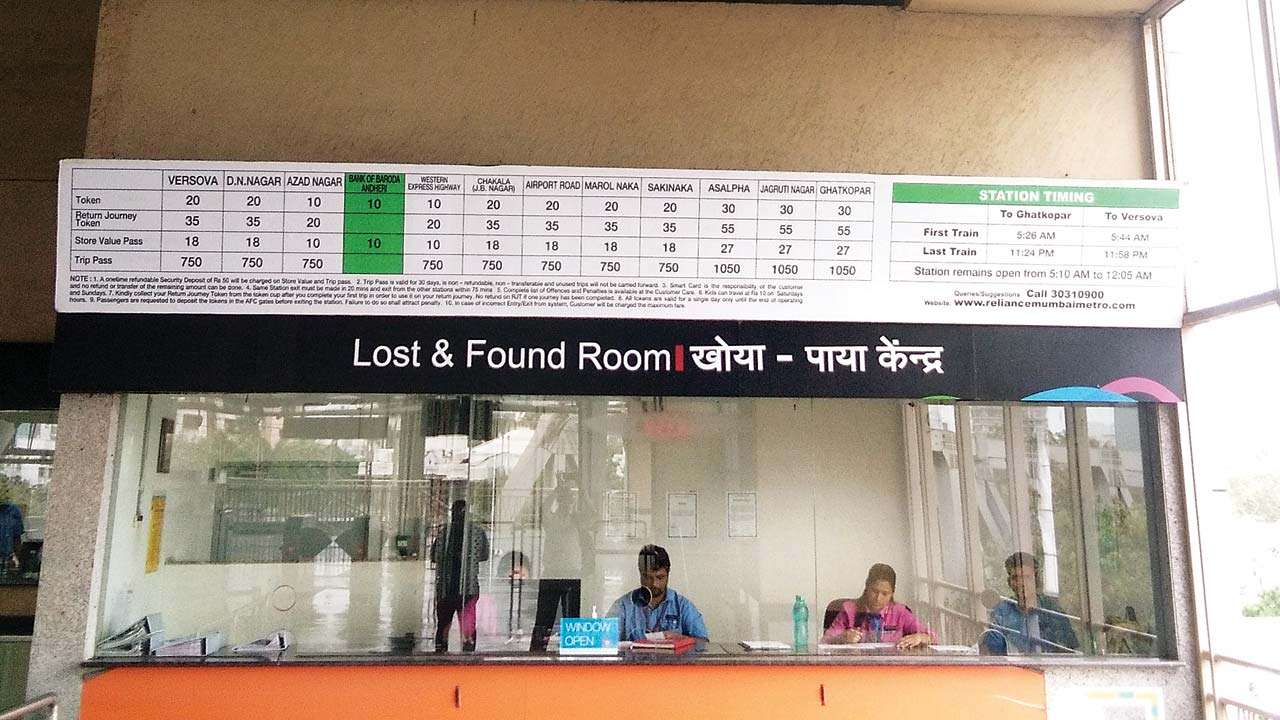 VERSOVA D.N.NAGAR AZAD NAGAR BANK OF BARODA ANDHERI WESTERN EXPRESS HIGHWAY CHAKALA (J.B. NAGAR) AIRPORT ROAD MAROL NAKA SAKINAKA ASALPHA JAGRUTI NAGAR GHATKOPAR
Token 20 20 10 10 10 20 20 20 20 30 30 30
Return Journey Token 35 35 20 20 35 35 35 35 55 55 55
Store Value Pass 18 18 10 10 10 18 18 18 18 27 27 27
Trip Pass 750 750 750 750 750 750 750 750 1050 1050 1050
NOTE : 1. A onetime refundable Security Deposit of Rs 50 will be charged on Store Value and Trip pass. 2. Trip Pass is valid for 30 days, is non - refundable, non - transferable and unused trips will not be carried forward. 3. Smart Card is the responsibility of the customer
and no refund or transfer of the remaining amount can be done. 4. Same Station exit must be made in 20 mins and exit from the other stations within 75 mins 5. Complete list of Offences and Penalties is available at the Customer Care. 6. Kids can travel at Rs 10 on Saturdays
and Sundays. 7. Kindly collect your Return Journey Token from the token cup after you complete your first trip in order to use it on your return journey. No refund on RJT if one journey has been completed. 8. All tokens are valid for a single day only until the end of operating
hours. 9. Passengers are requested to deposit the tokens in the AFC gates before exiting the station. Failure to do so shall attract penalty. 10. In case of incorrect Entry/Exit from system, Customer will be charged the maximum fare.
STATION TIMING
To Ghatkopar To Versova
First Train 5:26 AM 5:44 AM
Last Train 11:24 PM 11:58 PM
Station remains open from 5:10 AM to 12:05 AM
Queries/Suggestions Call 30310900
Website: www.reliancemumbaimetro.com
Lost & Found Room खोया - पाया केंन्द्र
WINDOW
OPEN